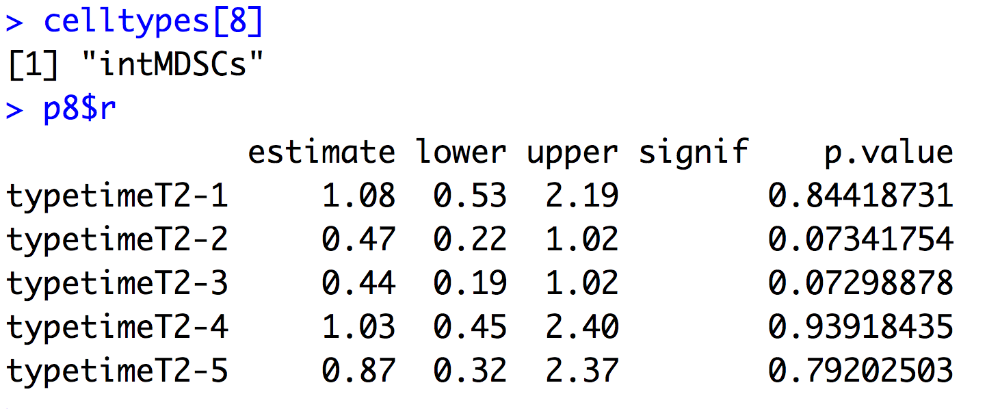 > celltypes[8]
[1] "intMDSCs"
> p8$r
estimate lower upper signif p.value
typetimeT2-1 1.08 0.53 2.19 0.84418731
typetimeT2-2 0.47 0.22 1.02 0.07341754
typetimeT2-3 0.44 0.19 1.02 0.07298878
typetimeT2-4 1.03 0.45 2.40 0.93918435
typetimeT2-5 0.87 0.32 2.37 0.79202503